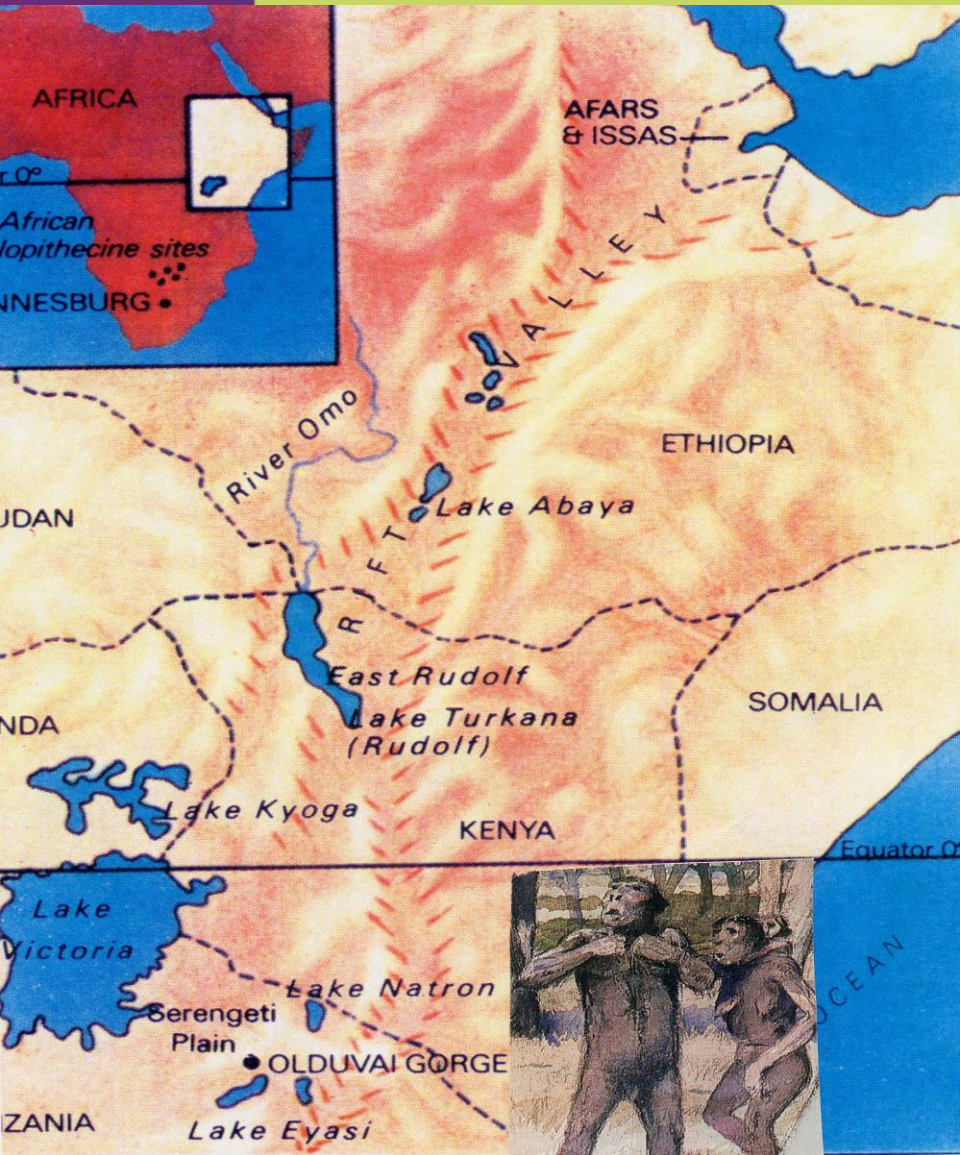 AFRICA
r 0°
African
lopithecine sites
NNESBURG
AFARS
& ISSAS
RIFT VALLEY
River Omo
ETHIOPIA
Lake Abaya
UDAN
East Rudolf
Lake Turkana
(Rudolf)
SOMALIA
NDA
Lake Kyoga
KENYA
Equator 0°
Lake
Victoria
OCEAN
Lake Natron
Serengeti
Plain
OLDUVAI GORGE
ZANIA
Lake Eyasi